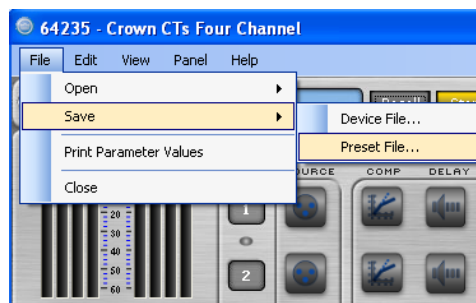 64235 - Crown CTs Four Channel
File Edit View Panel Help
Open
Save
Device File...
Print Parameter Values
Preset File...
Close
COMP DELAY
20
30
40
50
60
1
2